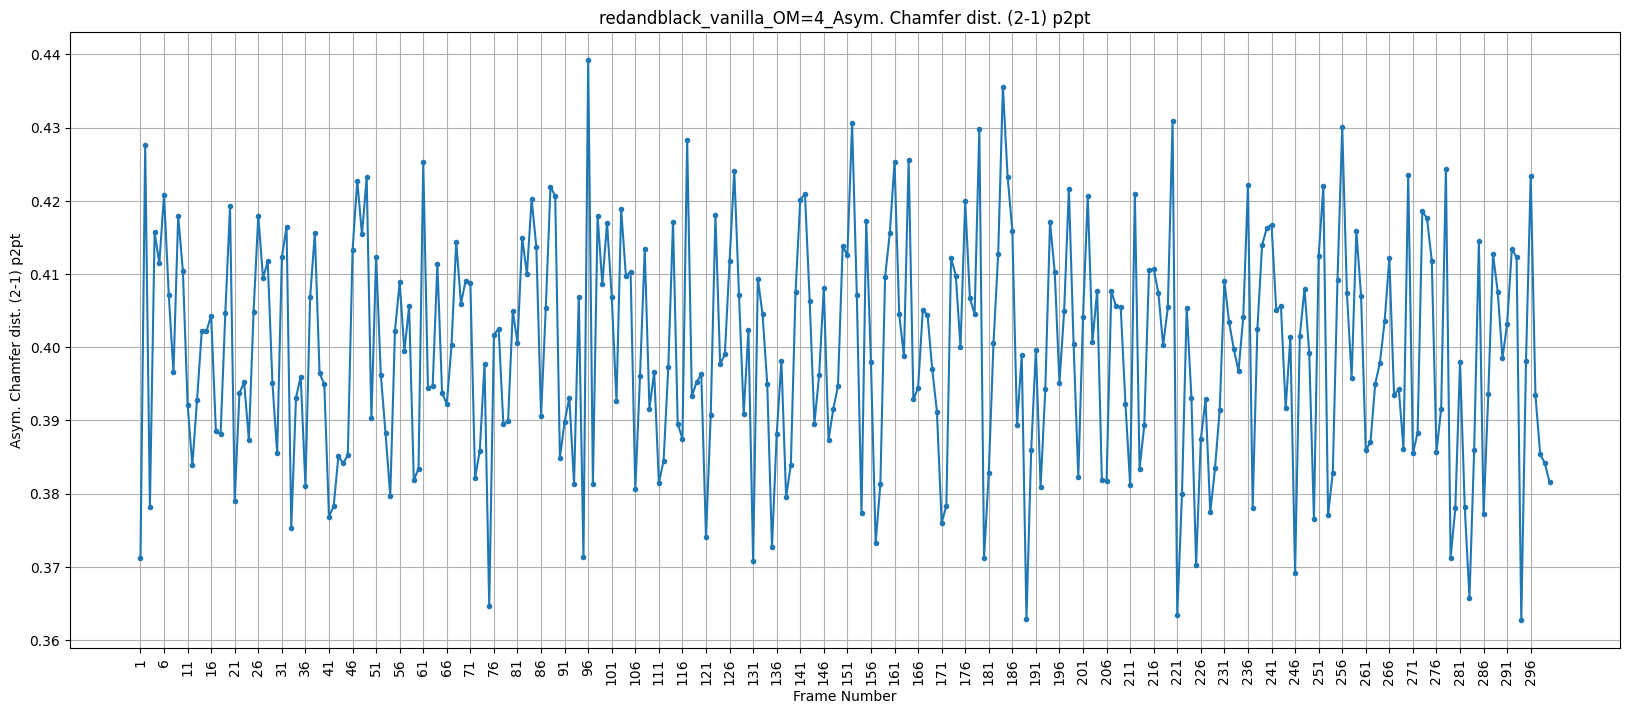 redandblack_vanilla_OM=4_Asym. Chamfer dist. (2-1) p2pt
Asym. Chamfer dist. (2-1) p2pt
0.44
0.43
0.42
0.41
0.40
0.39
0.38
0.37
0.36
1 6 11 16 21 26 31 36 41 46 51 56 61 66 71 76 81 86 91 96 101 106 111 116 121 126 131 136 141 146 151 156 161 166 171 176 181 186 191 196 201 206 211 216 221 226 231 236 241 246 251 256 261 266 271 276 281 286 291 296
Frame Number